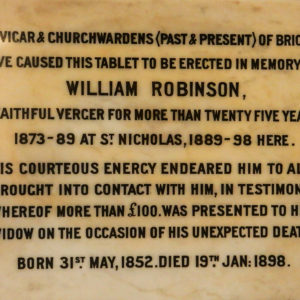 VICAR & CHURCHWARDENS (PAST & PRESENT) OF BRIG
VE CAUSED THIS TABLET TO BE ERECTED IN MEMORY
WILLIAM ROBINSON,
AITHFUL VERGER FOR MORE THAN TWENTY FIVE YEA
1873-89 AT ST NICHOLAS, 1889-98 HERE.
IS COURTEOUS ENERGY ENDEARED HIM TO AL
ROUGHT INTO CONTACT WITH HIM, IN TESTIMON
WHEREOF MORE THAN £100. WAS PRESENTED TO H
WIDOW ON THE OCCASION OF HIS UNEXPECTED DEAT
BORN 31ST MAY, 1852. DIED 19TH JAN: 1898.